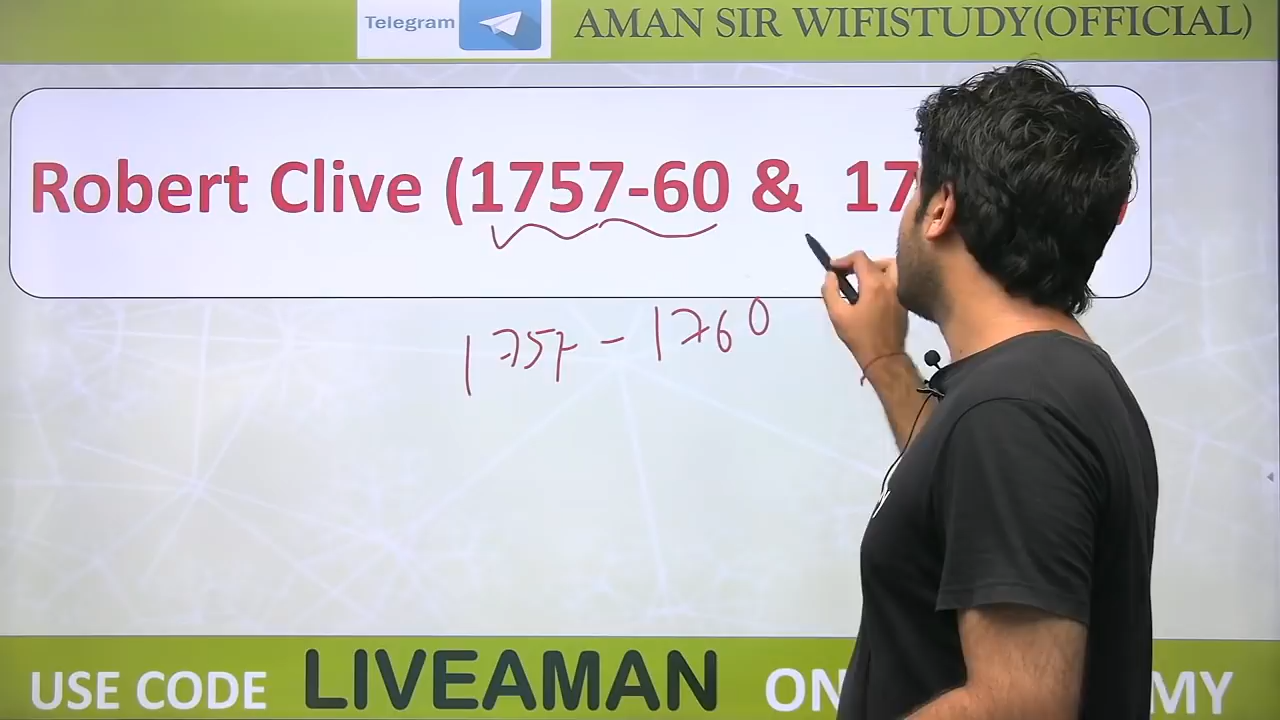 Telegram
AMAN SIR WIFISTUDY(OFFICIAL)
Robert Clive (1757-60 & 17
1757 - 1760
USE CODE LIVEAMAN ON MY